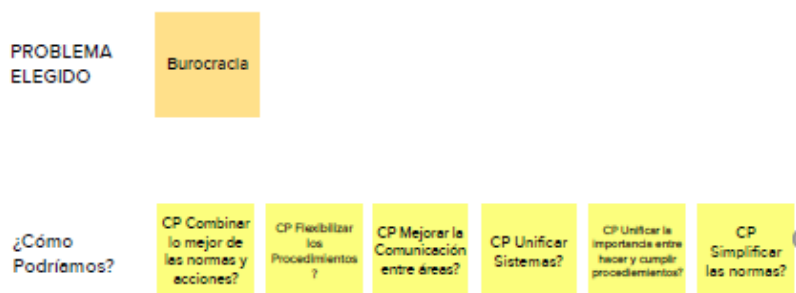 PROBLEMA
ELEGIDO
Burocracia
¿Cómo
Podríamos?
CP Combinar
lo mejor de
las normas y
acciones?
CP Flexibilizar
los
Procedimientos
?
CP Mejorar la
Comunicación
entre áreas?
CP Unificar
Sistemas?
CP Unificar la
importancia entre
hacer y cumplir
procediemientos?
CP
Simplificar
las normas?